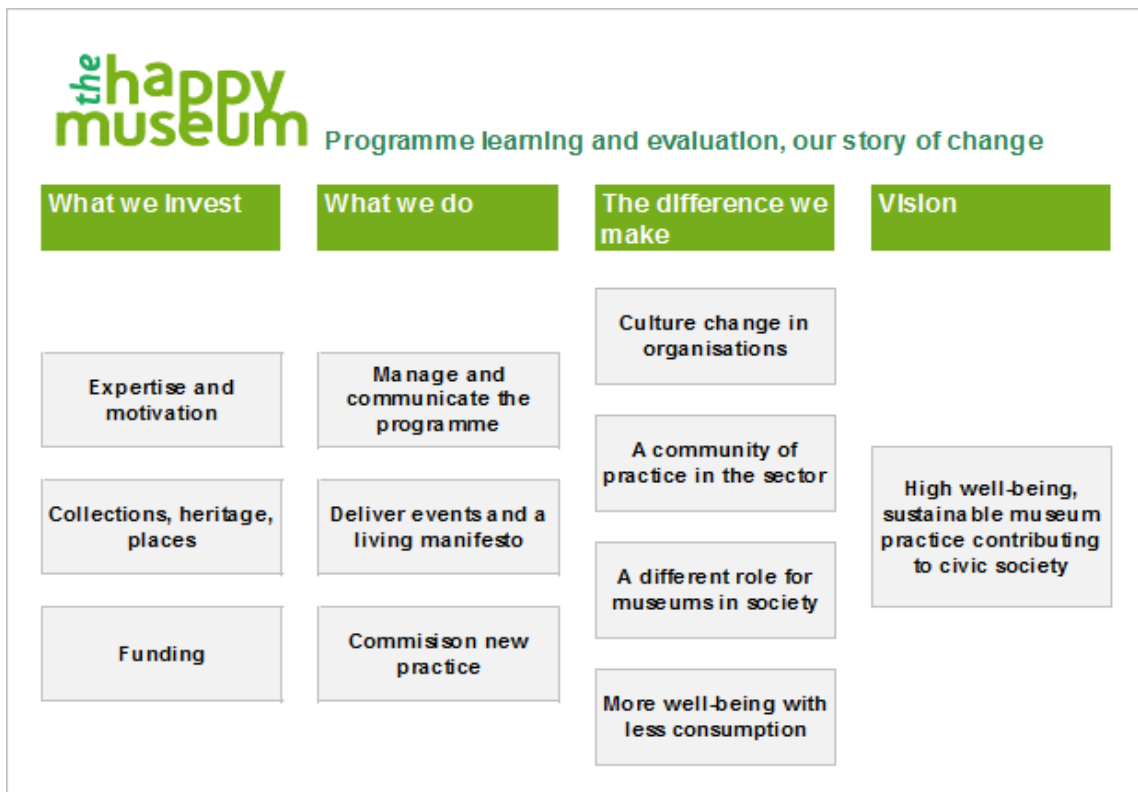 the happy
museum
Programme learning and evaluation, our story of change
What we invest
What we do
The difference we
make
Vision
Expertise and
motivation
Collections, heritage,
places
Funding
Manage and
communicate the
programme
Deliver events and a
living manifesto
Commisison new
practice
Culture change in
organisations
A community of
practice in the sector
A different role for
museums in society
More well-being with
less consumption
High well-being,
sustainable museum
practice contributing
to civic society